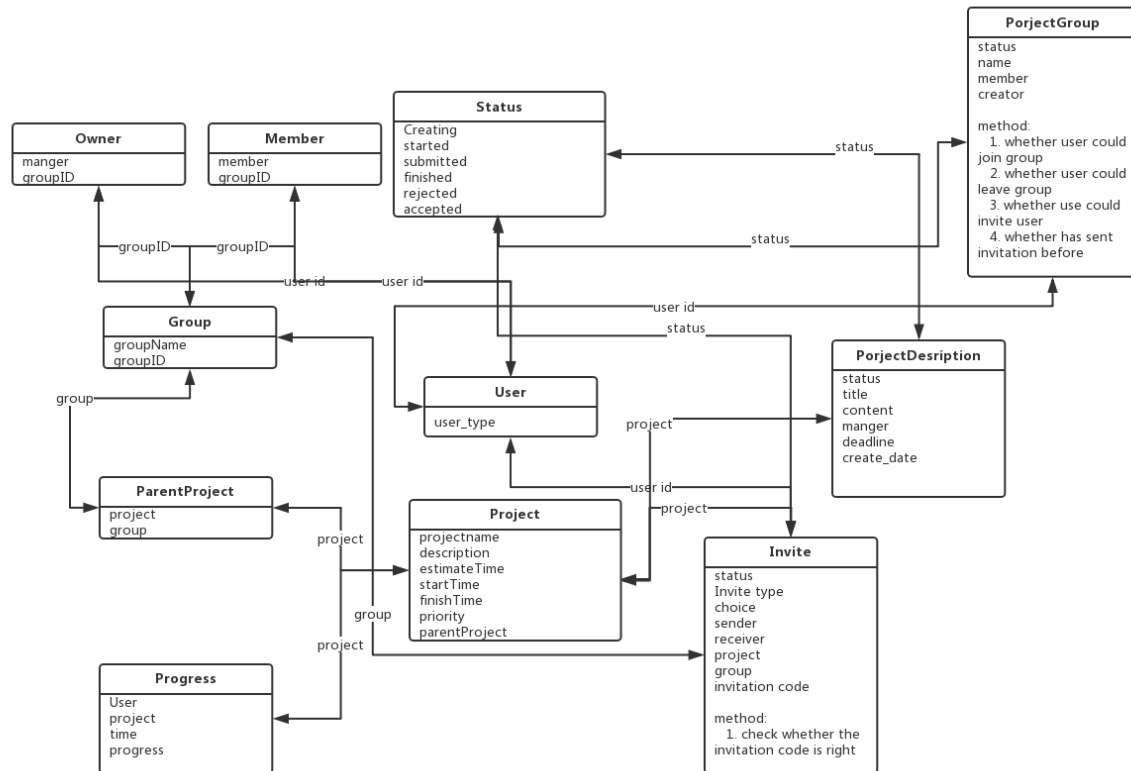 PorjectGroup
status
name
member
creator
method:
1. whether user could
join group
2. whether user could
leave group
3. whether use could
invite user
4. whether has sent
invitation before
Status
Creating
started
submitted
finished
rejected
accepted
Owner
manger
groupID
Member
member
groupID
status
status
groupID
groupID
user id
user id
user id
status
Group
groupName
groupID
PorjectDesription
status
title
content
manger
deadline
create_date
User
user_type
group
project
user id
project
ParentProject
project
group
project
Project
projectname
description
estimateTime
startTime
finishTime
priority
parentProject
Invite
status
Invite type
choice
sender
receiver
project
group
invitation code
method:
1. check whether the
invitation code is right
group
project
Progress
User
project
time
progress